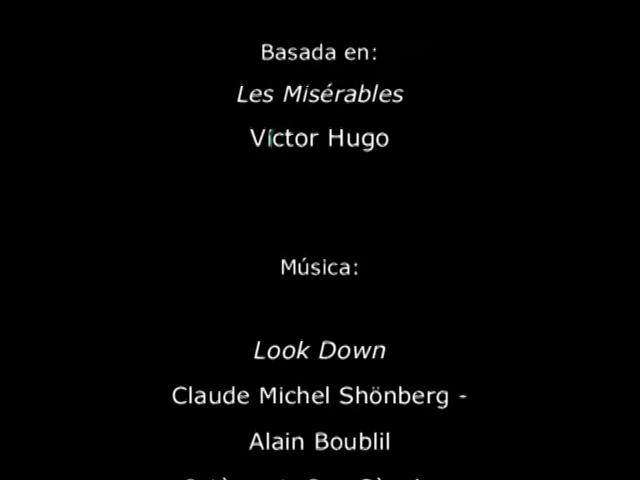 Basada en:
Les Misérables
Víctor Hugo
Música:
Look Down
Claude Michel Shönberg -
Alain Boublil